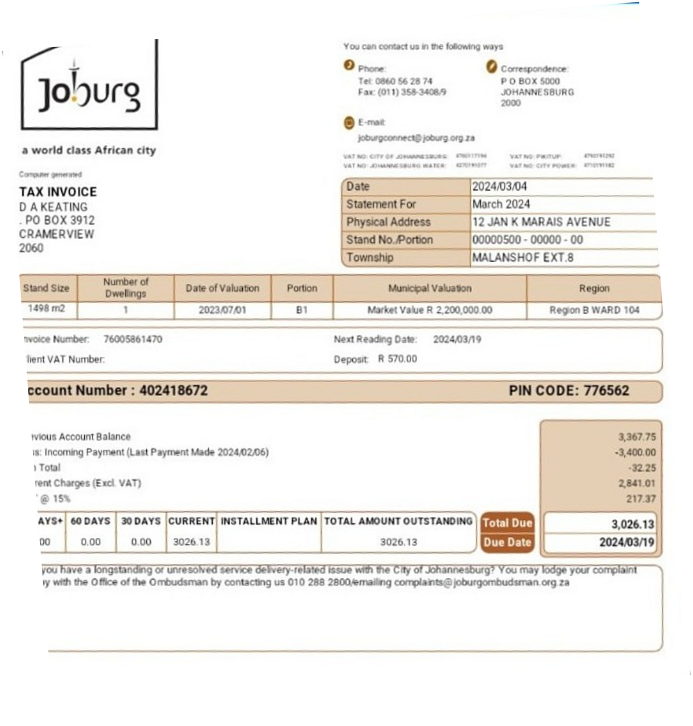 You can contact us in the following ways
Joburg
a world class African city
Phone:
Tel: 0860 56 28 74
Fax: (011) 358-3408/9
Correspondence:
P O BOX 5000
JOHANNESBURG
2000
E-mail:
joburgconnect@joburg.org.za
VAT NO: CITY OF JOHANNESBURG: VAT NO: PIKITUP:
VAT NO: JOHANNESBURG WATER: VAT NO: CITY POWER:
Computer generated
TAX INVOICE
D A KEATING
. PO BOX 3912
CRAMERVIEW
2060
Date 2024/03/04
Statement For March 2024
Physical Address 12 JAN K MARAIS AVENUE
Stand No./Portion 00000500 - 00000 - 00
Township MALANSHOF EXT.8
Stand Size Number of Dwellings Date of Valuation Portion Municipal Valuation Region
1498 m2 1 2023/07/01 B1 Market Value R 2,200,000.00 Region B WARD 104
nvoice Number: 76005861470 Next Reading Date: 2024/03/19
lient VAT Number: Deposit: R 570.00
ccount Number : 402418672 PIN CODE: 776562
evious Account Balance 3,367.75
s: Incoming Payment (Last Payment Made 2024/02/06) -3,400.00
Total -32.25
rent Charges (Excl. VAT) 2,841.01
@ 15% 217.37
AYS+ 60 DAYS 30 DAYS CURRENT INSTALLMENT PLAN TOTAL AMOUNT OUTSTANDING Total Due 3,026.13
00 0.00 0.00 3026.13 3026.13 Due Date 2024/03/19
you have a longstanding or unresolved service delivery-related issue with the City of Johannesburg? You may lodge your complaint
y with the Office of the Ombudsman by contacting us 010 288 2800/emailing complaints@joburgombudsman.org.za